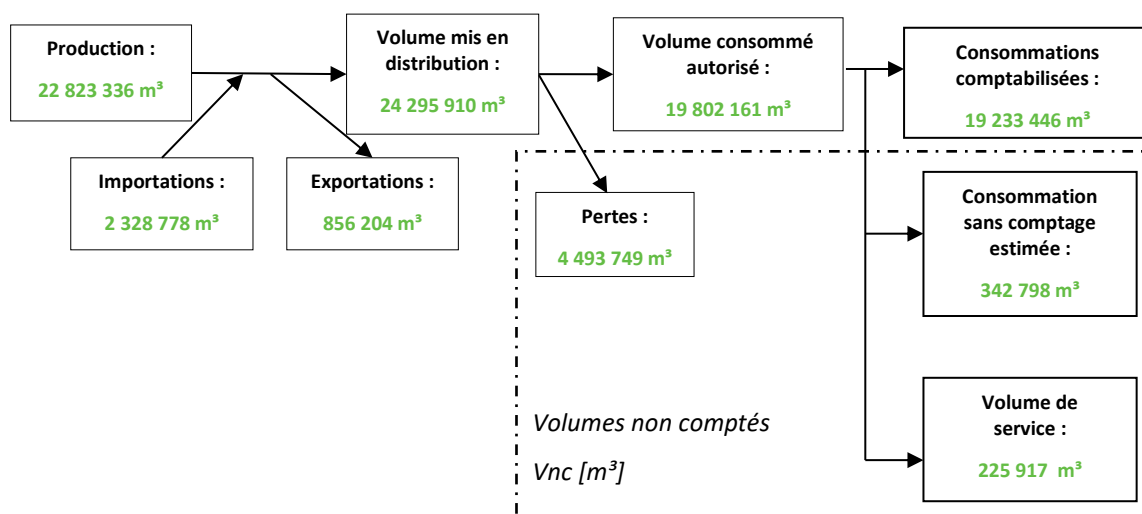 Production :
22 823 336 m³
Volume mis en
distribution :
24 295 910 m³
Volume consommé
autorisé :
19 802 161 m³
Consommations
comptabilisées :
19 233 446 m³
Importations :
2 328 778 m³
Exportations :
856 204 m³
Pertes :
4 493 749 m³
Consommation
sans comptage
estimée :
342 798 m³
Volumes non comptés
Vnc [m³]
Volume de
service :
225 917 m³